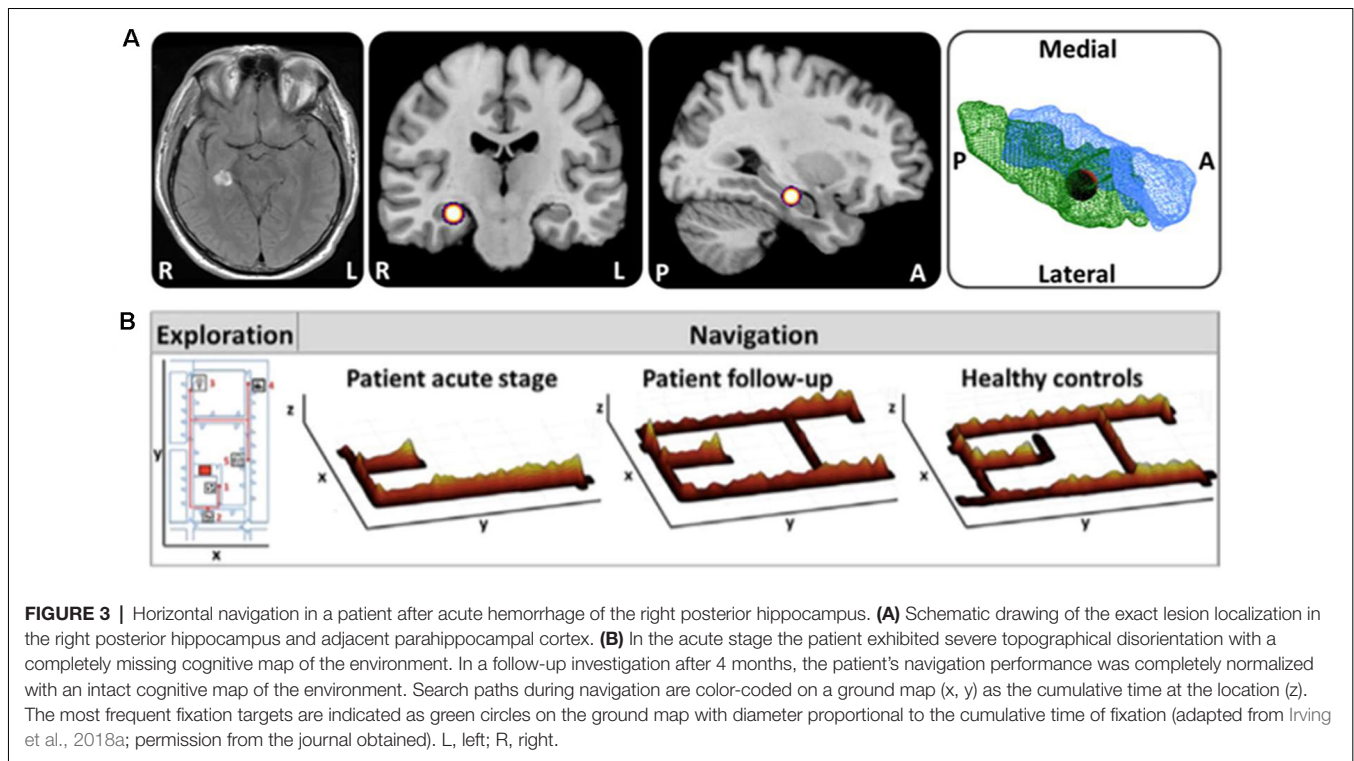 A
Medial
P
A
R
L
R
L
P
A
Lateral
B
Exploration
Navigation
Patient acute stage
Patient follow-up
Healthy controls
3
4
z
z
z
y
5
x
x
x
1
2
y
y
y
x
FIGURE 3 | Horizontal navigation in a patient after acute hemorrhage of the right posterior hippocampus. (A) Schematic drawing of the exact lesion localization in
the right posterior hippocampus and adjacent parahippocampal cortex. (B) In the acute stage the patient exhibited severe topographical disorientation with a
completely missing cognitive map of the environment. In a follow-up investigation after 4 months, the patient's navigation performance was completely normalized
with an intact cognitive map of the environment. Search paths during navigation are color-coded on a ground map (x, y) as the cumulative time at the location (z).
The most frequent fixation targets are indicated as green circles on the ground map with diameter proportional to the cumulative time of fixation (adapted from Irving
et al., 2018a; permission from the journal obtained). L, left; R, right.